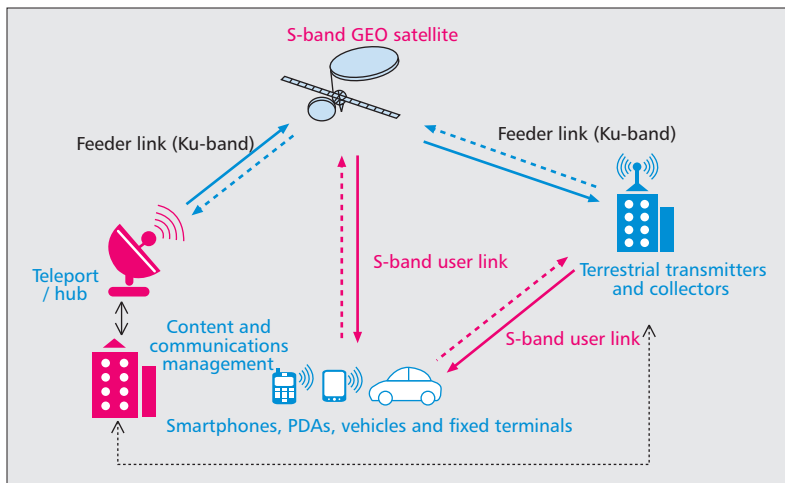 S-band GEO satellite
Feeder link (Ku-band)
Feeder link (Ku-band)
S-band user link
Teleport
/ hub
Terrestrial transmitters
and collectors
Content and
communications
management
S-band user link
Smartphones, PDAs, vehicles and fixed terminals